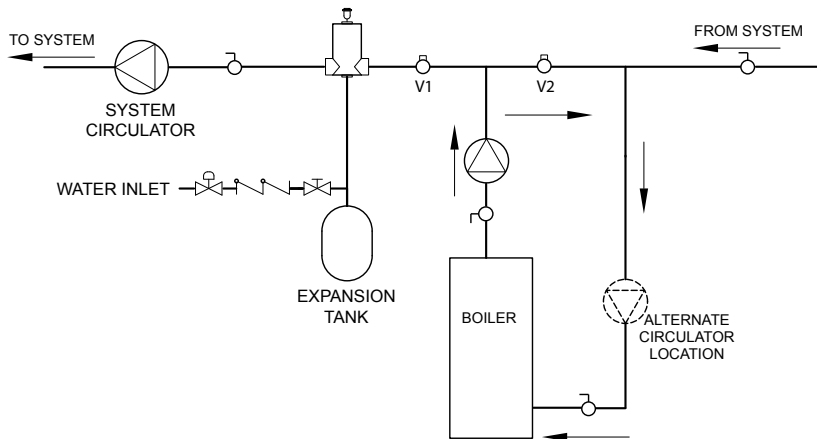 TO SYSTEM
FROM SYSTEM
V1
V2
SYSTEM
CIRCULATOR
WATER INLET
EXPANSION
TANK
BOILER
ALTERNATE
CIRCULATOR
LOCATION